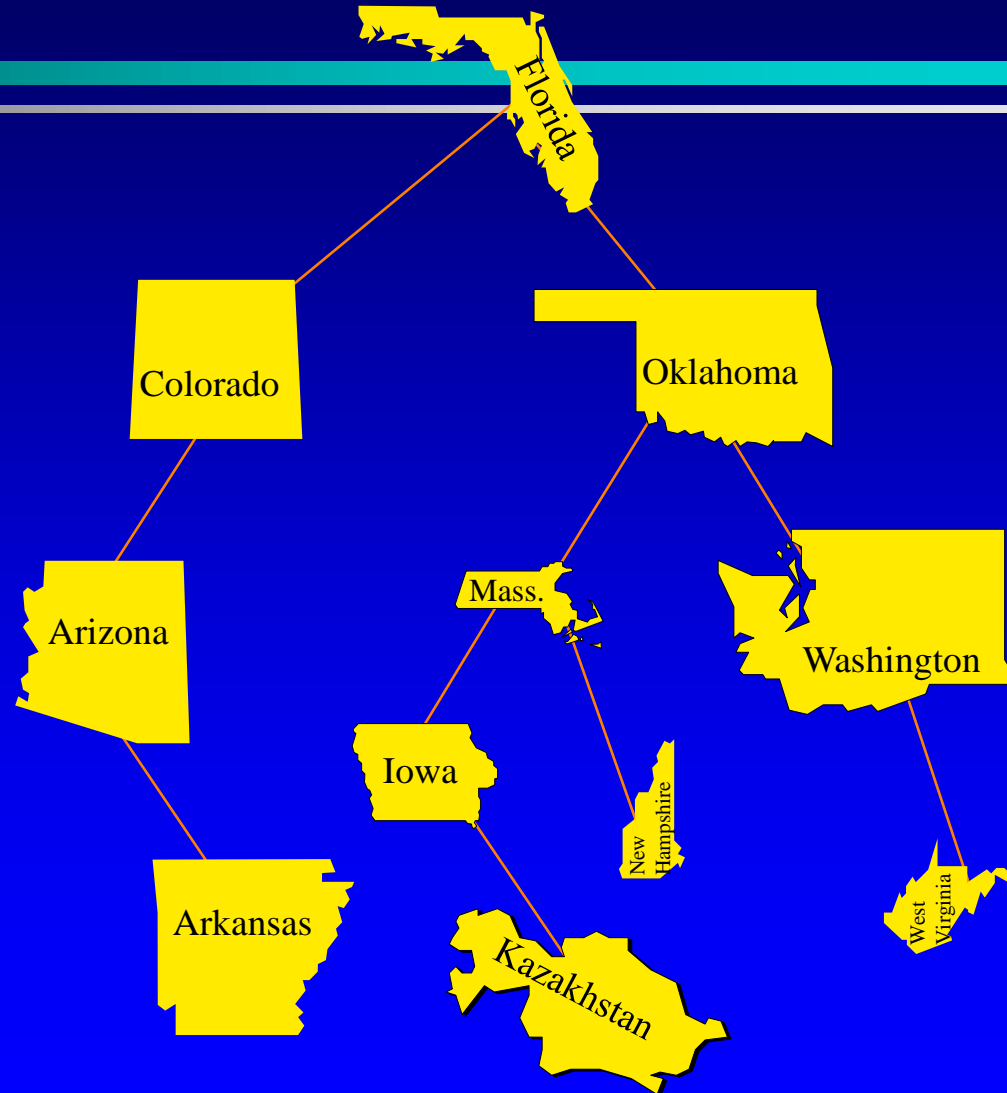 Florida
Colorado
Oklahoma
Arizona
Mass.
Washington
Iowa
New
Hampshire
Arkansas
West
Virginia
Kazakhstan